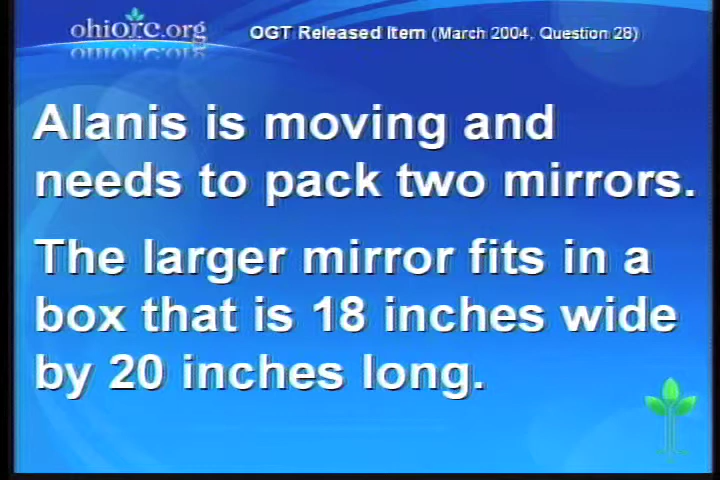 ohiorc.org
OGT Released Item (March 2004, Question 28)
Alanis is moving and
needs to pack two mirrors.
The larger mirror fits in a
box that is 18 inches wide
by 20 inches long.